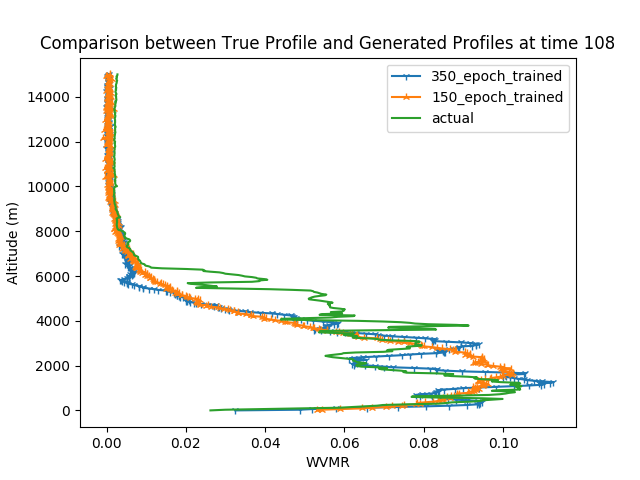 Comparison between True Profile and Generated Profiles at time 108
350_epoch_trained
150_epoch_trained
actual
Altitude (m)
14000
12000
10000
8000
6000
4000
2000
0
0.00 0.02 0.04 0.06 0.08 0.10
WVMR